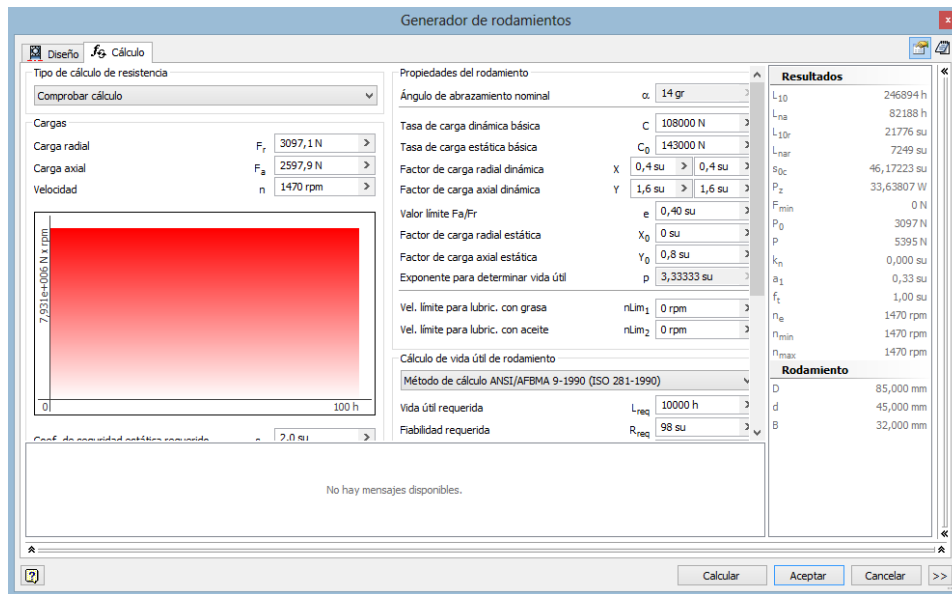 Generador de rodamientos
x
Diseño
Cálculo
Tipo de cálculo de resistencia
Comprobar cálculo
Cargas
Carga radial Fr 3097,1 N >
Carga axial Fa 2597,9 N >
Velocidad n 1470 rpm >
7,931e+006 N x rpm
0 100 h
2,0 su >
Propiedades del rodamiento
Ángulo de abrazamiento nominal α 14 gr
Tasa de carga dinámica básica C 108000 N
Tasa de carga estática básica C0 143000 N
Factor de carga radial dinámica X 0,4 su > 0,4 su
Factor de carga axial dinámica Y 1,6 su > 1,6 su
Valor límite Fa/Fr e 0,40 su
Factor de carga radial estática X0 0 su
Factor de carga axial estática Y0 0,8 su
Exponente para determinar vida útil p 3,33333 su
Vel. límite para lubric. con grasa nLim1 0 rpm
Vel. límite para lubric. con aceite nLim2 0 rpm
Cálculo de vida útil de rodamiento
Método de cálculo ANSI/AFBMA 9-1990 (ISO 281-1990)
Vida útil requerida Lreq 10000 h
Fiabilidad requerida Rreq 98 su
Resultados
L10 246894 h
Lna 82188 h
L10r 21776 su
Lnar 7249 su
s0c 46,17223 su
Pz 33,63807 W
Fmin 0 N
P0 3097 N
P 5395 N
kn 0,000 su
a1 0,33 su
ft 1,00 su
ne 1470 rpm
nmin 1470 rpm
nmax 1470 rpm
Rodamiento
D 85,000 mm
d 45,000 mm
B 32,000 mm
No hay mensajes disponibles.
?
Calcular
Aceptar
Cancelar
>>